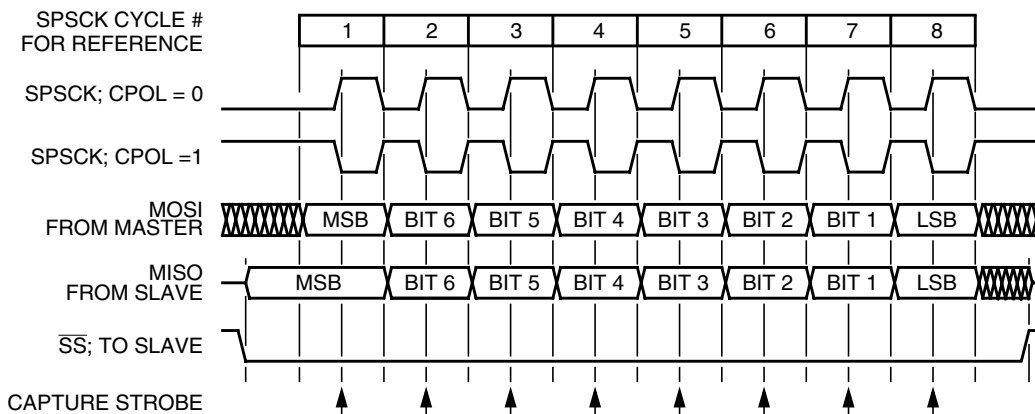 SPSCK CYCLE #
FOR REFERENCE
1 2 3 4 5 6 7 8
SPSCK; CPOL = 0
SPSCK; CPOL =1
MOSI
FROM MASTER
MSB BIT 6 BIT 5 BIT 4 BIT 3 BIT 2 BIT 1 LSB
MISO
FROM SLAVE
MSB BIT 6 BIT 5 BIT 4 BIT 3 BIT 2 BIT 1 LSB
SS; TO SLAVE
CAPTURE STROBE